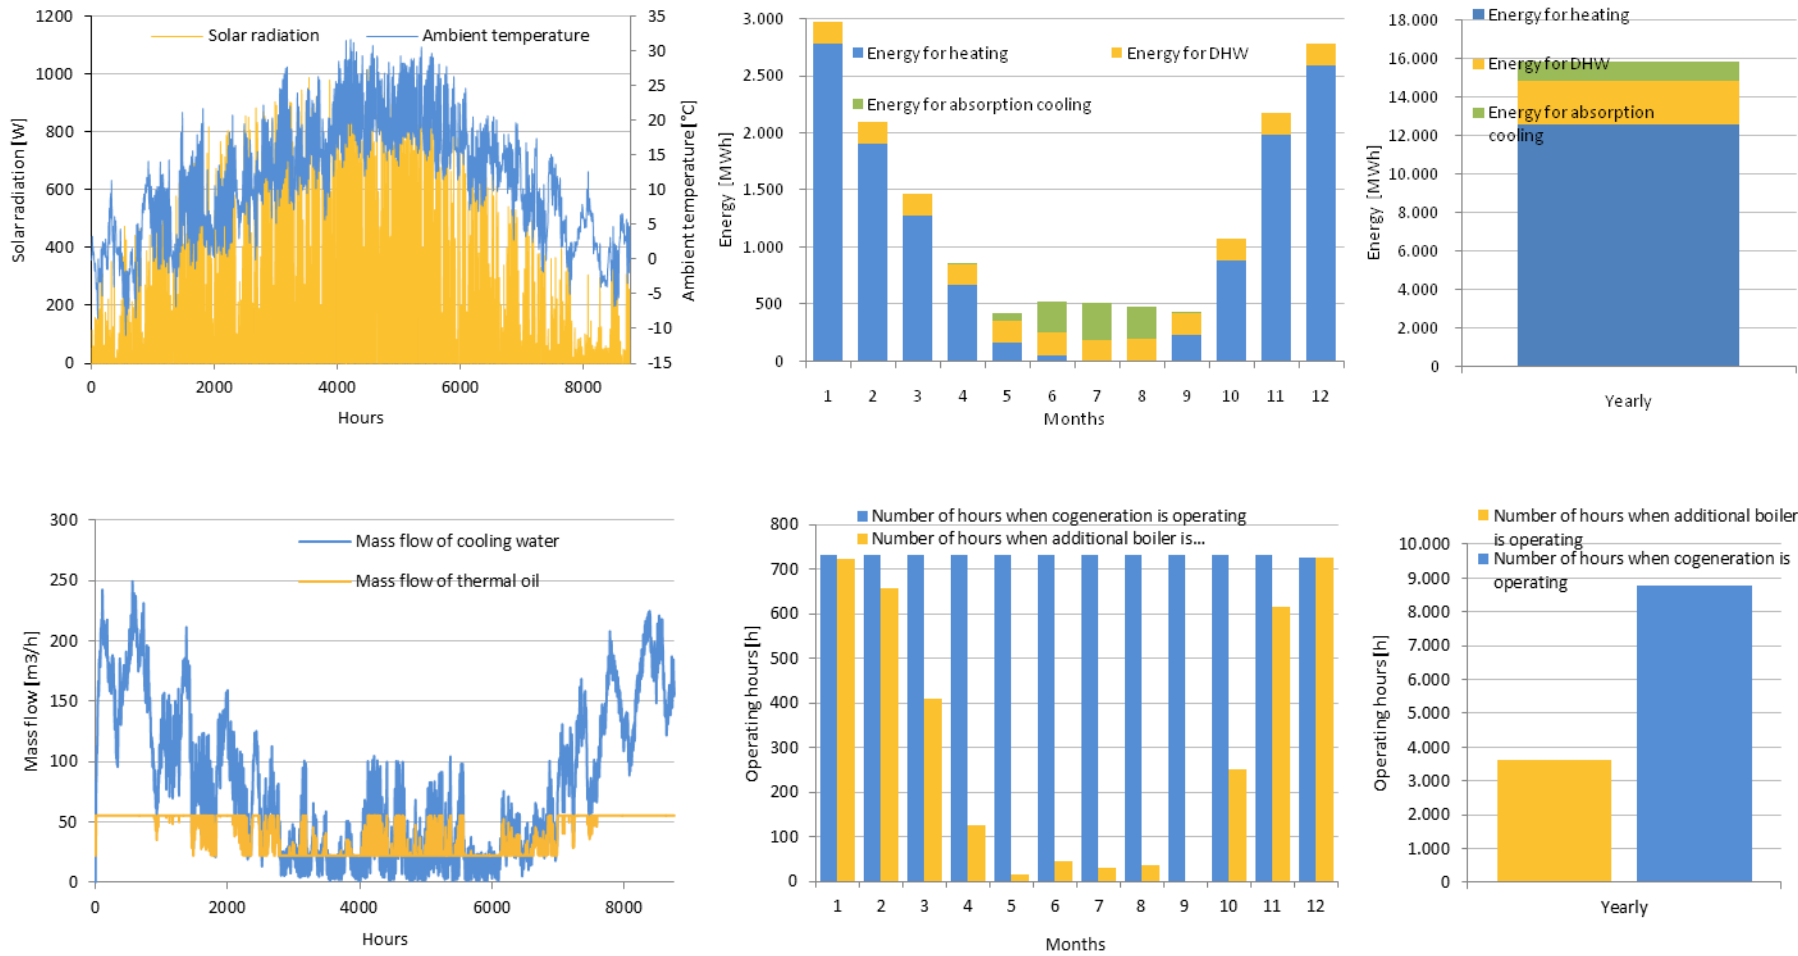 Solar radiation
Ambient temperature
1200
1000
800
600
400
200
0
35
30
25
20
15
10
5
0
-5
-10
-15
Solar radiation [W]
Ambient temperature [°C]
0 2000 4000 6000 8000
Hours
Energy for heating
Energy for DHW
Energy for absorption cooling
3.000
2.500
2.000
1.500
1.000
500
0
Energy [MWh]
1 2 3 4 5 6 7 8 9 10 11 12
Months
Energy for heating
Energy for DHW
Energy for absorption
cooling
18.000
16.000
14.000
12.000
10.000
8.000
6.000
4.000
2.000
0
Energy [MWh]
Yearly
Mass flow of cooling water
Mass flow of thermal oil
300
250
200
150
100
50
0
Mass flow [m3/h]
0 2000 4000 6000 8000
Hours
Number of hours when cogeneration is operating
Number of hours when additional boiler is...
800
700
600
500
400
300
200
100
0
Operating hours [h]
1 2 3 4 5 6 7 8 9 10 11 12
Months
Number of hours when additional boiler
is operating
Number of hours when cogeneration is
operating
10.000
9.000
8.000
7.000
6.000
5.000
4.000
3.000
2.000
1.000
0
Operating hours [h]
Yearly